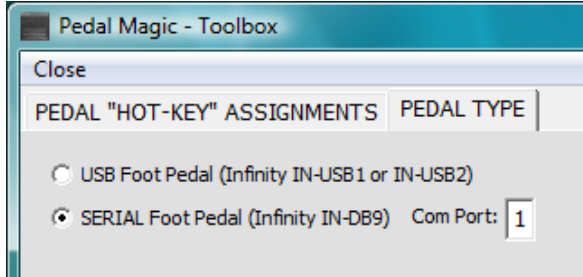 Pedal Magic - Toolbox
Close
PEDAL "HOT-KEY" ASSIGNMENTS PEDAL TYPE
USB Foot Pedal (Infinity IN-USB1 or IN-USB2)
SERIAL Foot Pedal (Infinity IN-DB9) Com Port: 1